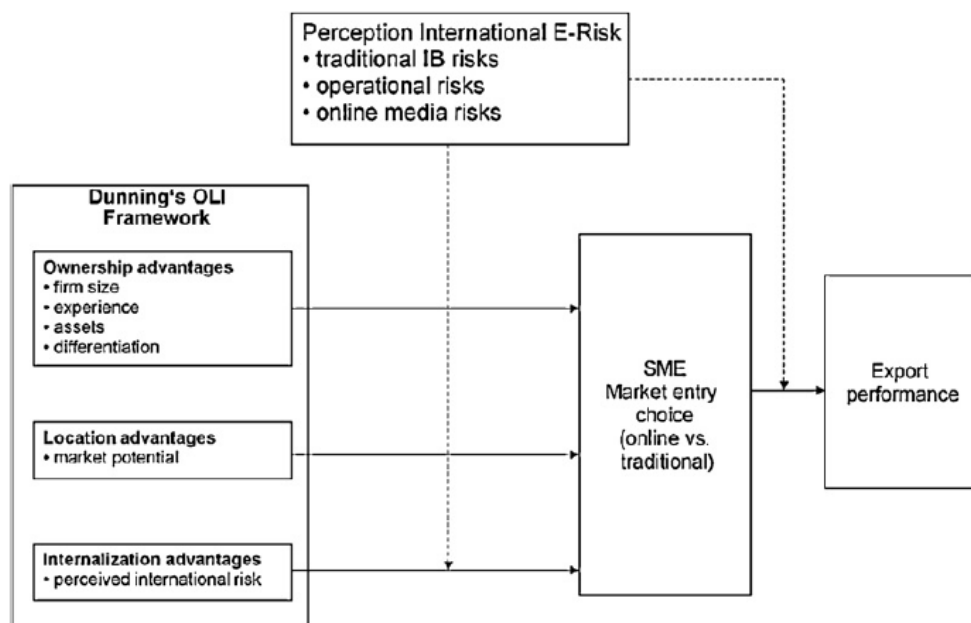 Perception International E-Risk
• traditional IB risks
• operational risks
• online media risks
Dunning's OLI
Framework
Ownership advantages
• firm size
• experience
• assets
• differentiation
Location advantages
• market potential
Internalization advantages
• perceived international risk
SME
Market entry
choice
(online vs.
traditional)
Export
performance